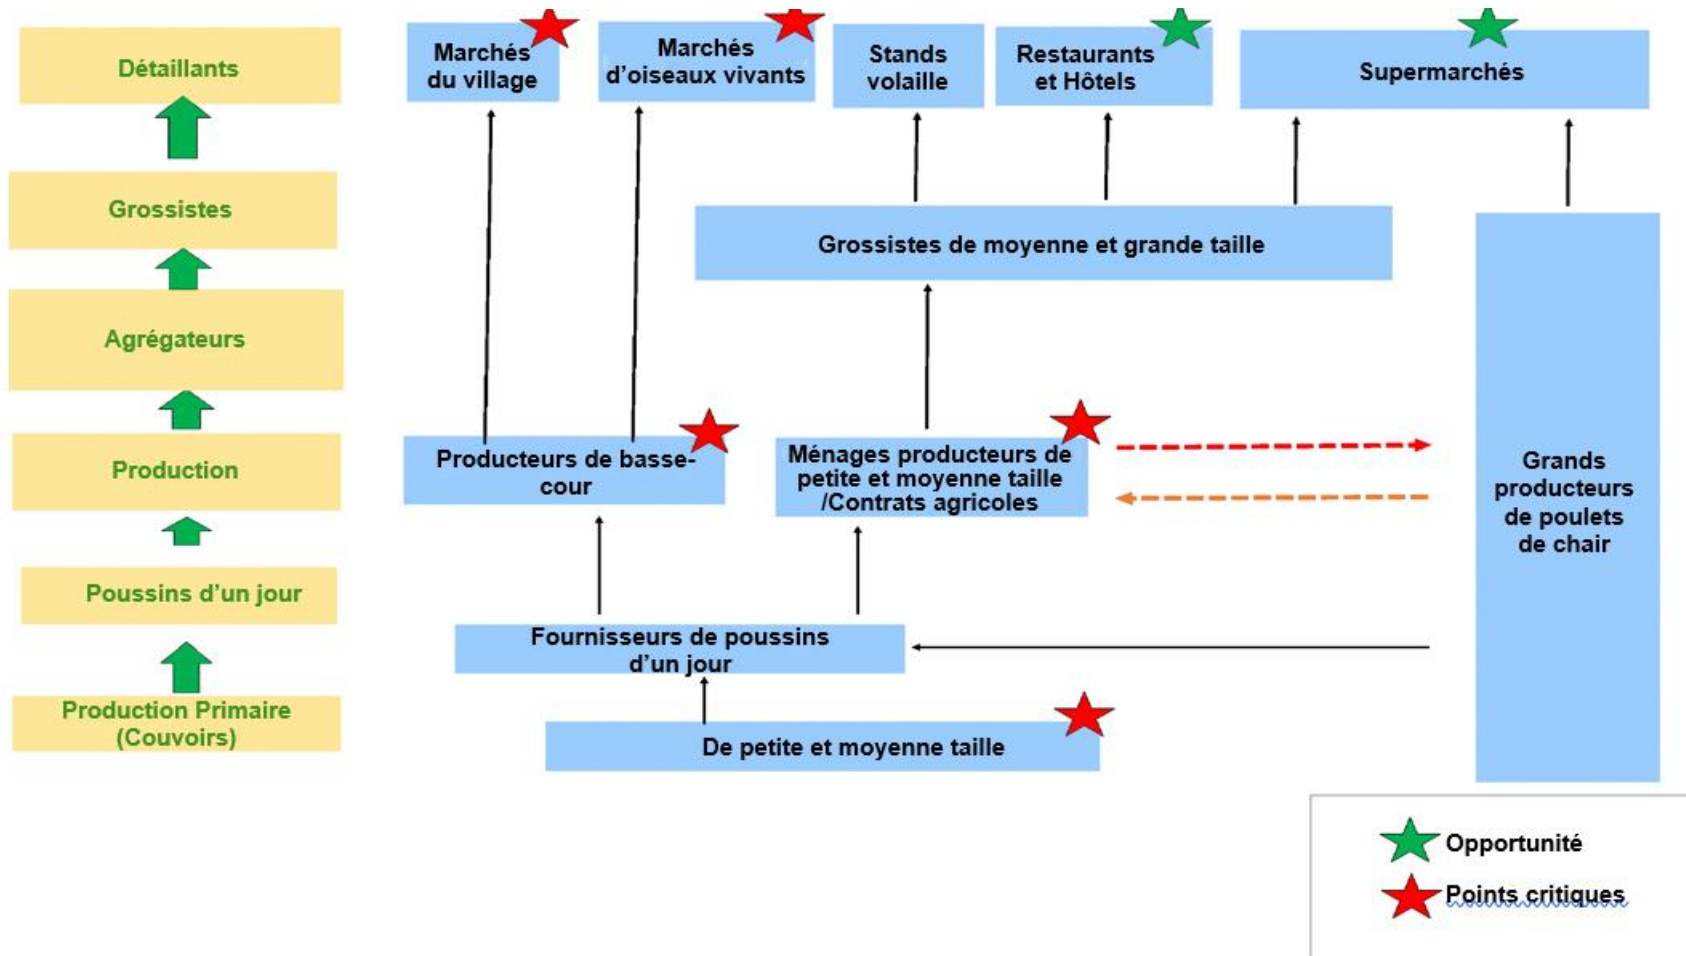 Détaillants
Grossistes
Agrégateurs
Production
Poussins d’un jour
Production Primaire
(Couvoirs)
Marchés
du village
Marchés
d’oiseaux vivants
Stands
volaille
Restaurants
et Hôtels
Supermarchés
Grossistes de moyenne et grande taille
Producteurs de basse-
cour
Ménages producteurs de
petite et moyenne taille
/Contrats agricoles
Grands
producteurs
de poulets
de chair
Fournisseurs de poussins
d’un jour
De petite et moyenne taille
Opportunité
Points critiques